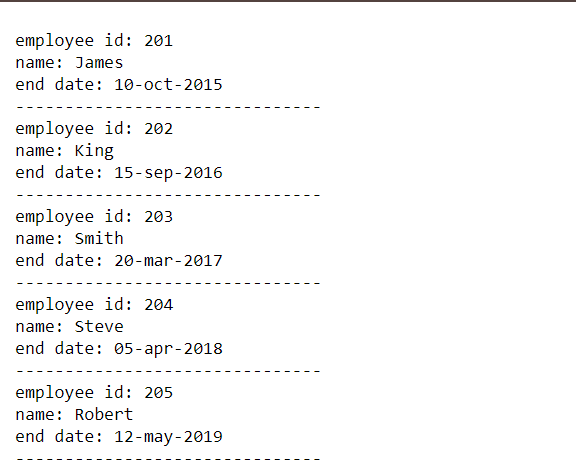 employee id: 201
name: James
end date: 10-oct-2015
-------------------------------
employee id: 202
name: King
end date: 15-sep-2016
-------------------------------
employee id: 203
name: Smith
end date: 20-mar-2017
-------------------------------
employee id: 204
name: Steve
end date: 05-apr-2018
-------------------------------
employee id: 205
name: Robert
end date: 12-may-2019
-------------------------------